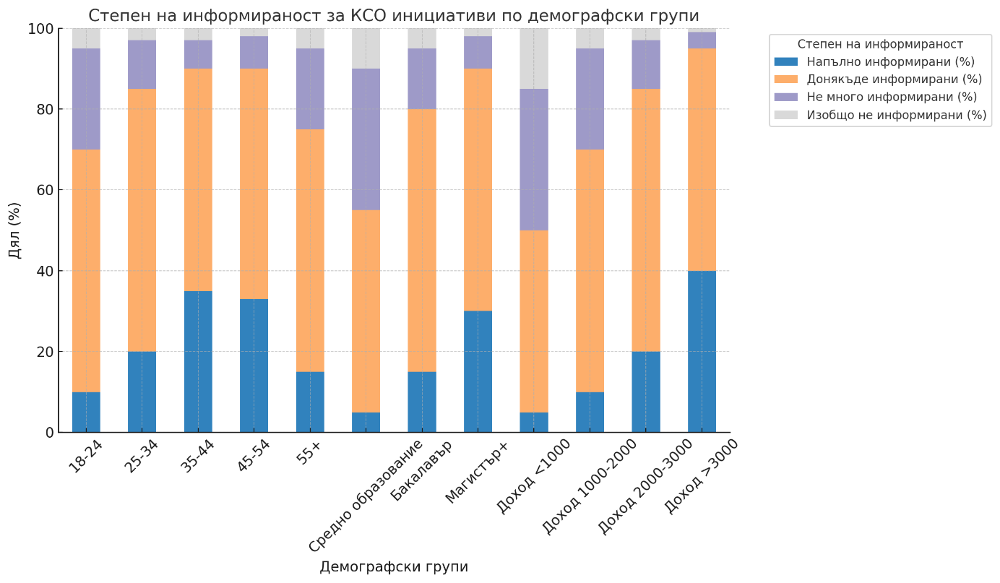 Степен на информираност за КСО инициативи по демографски групи
Дял (%)
100
80
60
40
20
0
18-24
25-34
35-44
45-54
55+
Средно образование
Бакалавър
Магистър+
Доход <1000
Доход 1000-2000
Доход 2000-3000
Доход >3000
Демографски групи
Степен на информираност
Напълно информирани (%)
Донякъде информирани (%)
Не много информирани (%)
Изобщо не информирани (%)